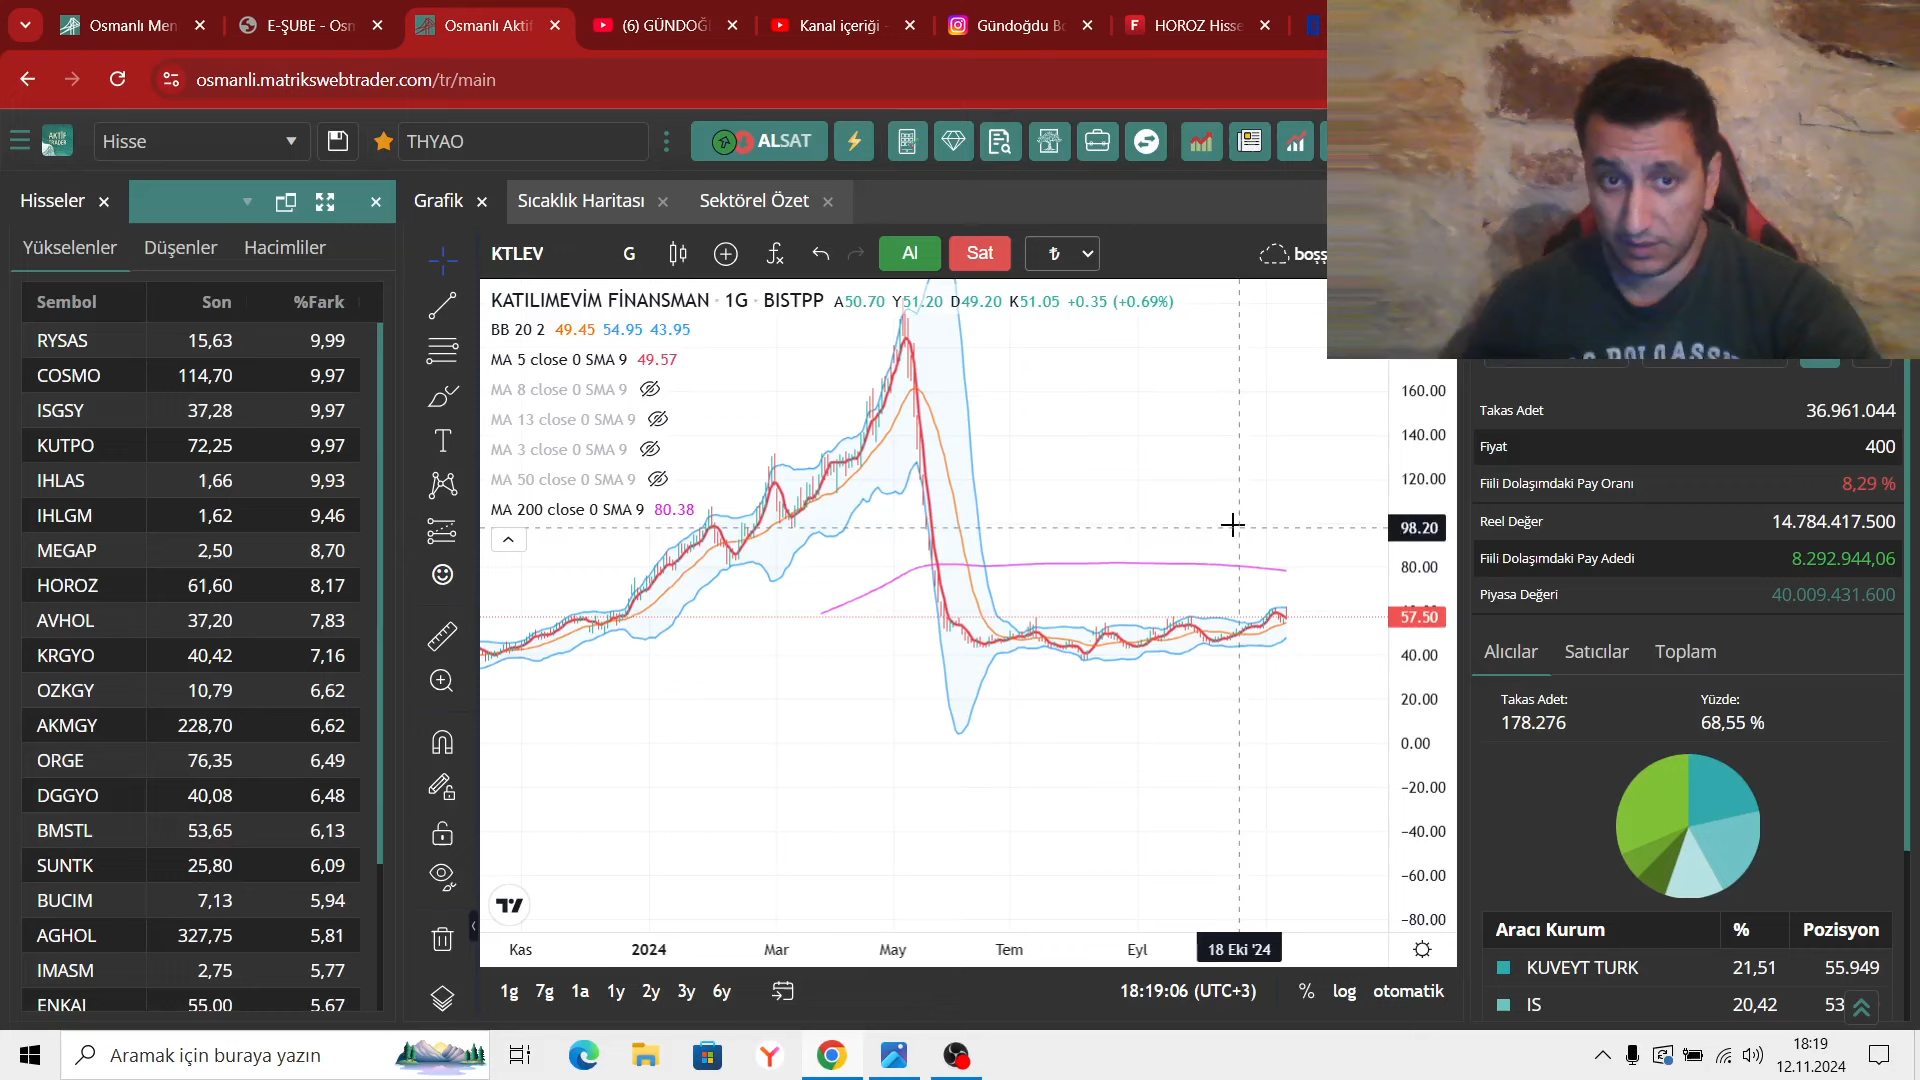 Osmanlı Men
E-ŞUBE - Osm
Osmanlı Aktif
(6) GÜNDOĞ
Kanal içeriği -
Gündoğdu Bo
HOROZ Hisse
osmanli.matrikswebtrader.com/tr/main
AKTİF TRADER
Hisse
THYAO
ALSAT
Hisseler
Grafik
Sıcaklık Haritası
Sektörel Özet
Yükselenler Düşenler Hacimliler
Sembol Son %Fark
RYSAS 15,63 9,99
COSMO 114,70 9,97
ISGSY 37,28 9,97
KUTPO 72,25 9,97
IHLAS 1,66 9,93
IHLGM 1,62 9,46
MEGAP 2,50 8,70
HOROZ 61,60 8,17
AVHOL 37,20 7,83
KRGYO 40,42 7,16
OZKGY 10,79 6,62
AKMGY 228,70 6,62
ORGE 76,35 6,49
DGGYO 40,08 6,48
BMSTL 53,65 6,13
SUNTK 25,80 6,09
BUCIM 7,13 5,94
AGHOL 327,75 5,81
IMASM 2,75 5,77
ENKAI 55,00 5,67
KTLEV G Al Sat ₺ boşş
KATILIMEVİM FİNANSMAN · 1G · BISTPP A50.70 Y51.20 D49.20 K51.05 +0.35 (+0.69%)
BB 20 2 49.45 54.95 43.95
MA 5 close 0 SMA 9 49.57
MA 8 close 0 SMA 9
MA 13 close 0 SMA 9
MA 3 close 0 SMA 9
MA 50 close 0 SMA 9
MA 200 close 0 SMA 9 80.38
160.00
140.00
120.00
98.20
80.00
57.50
40.00
20.00
0.00
−20.00
−40.00
−60.00
−80.00
Kas 2024 Mar May Tem Eyl 18 Eki '24
1g 7g 1a 1y 2y 3y 6y
18:19:06 (UTC+3) % log otomatik
Takas Adet 36.961.044
Fiyat 400
Fiili Dolaşımdaki Pay Oranı 8,29 %
Reel Değer 14.784.417.500
Fiili Dolaşımdaki Pay Adedi 8.292.944,06
Piyasa Değeri 40.009.431.600
Alıcılar Satıcılar Toplam
Takas Adet: Yüzde:
178.276 68,55 %
Aracı Kurum % Pozisyon
KUVEYT TURK 21,51 55.949
IS 20,42 53
Aramak için buraya yazın
18:19
12.11.2024